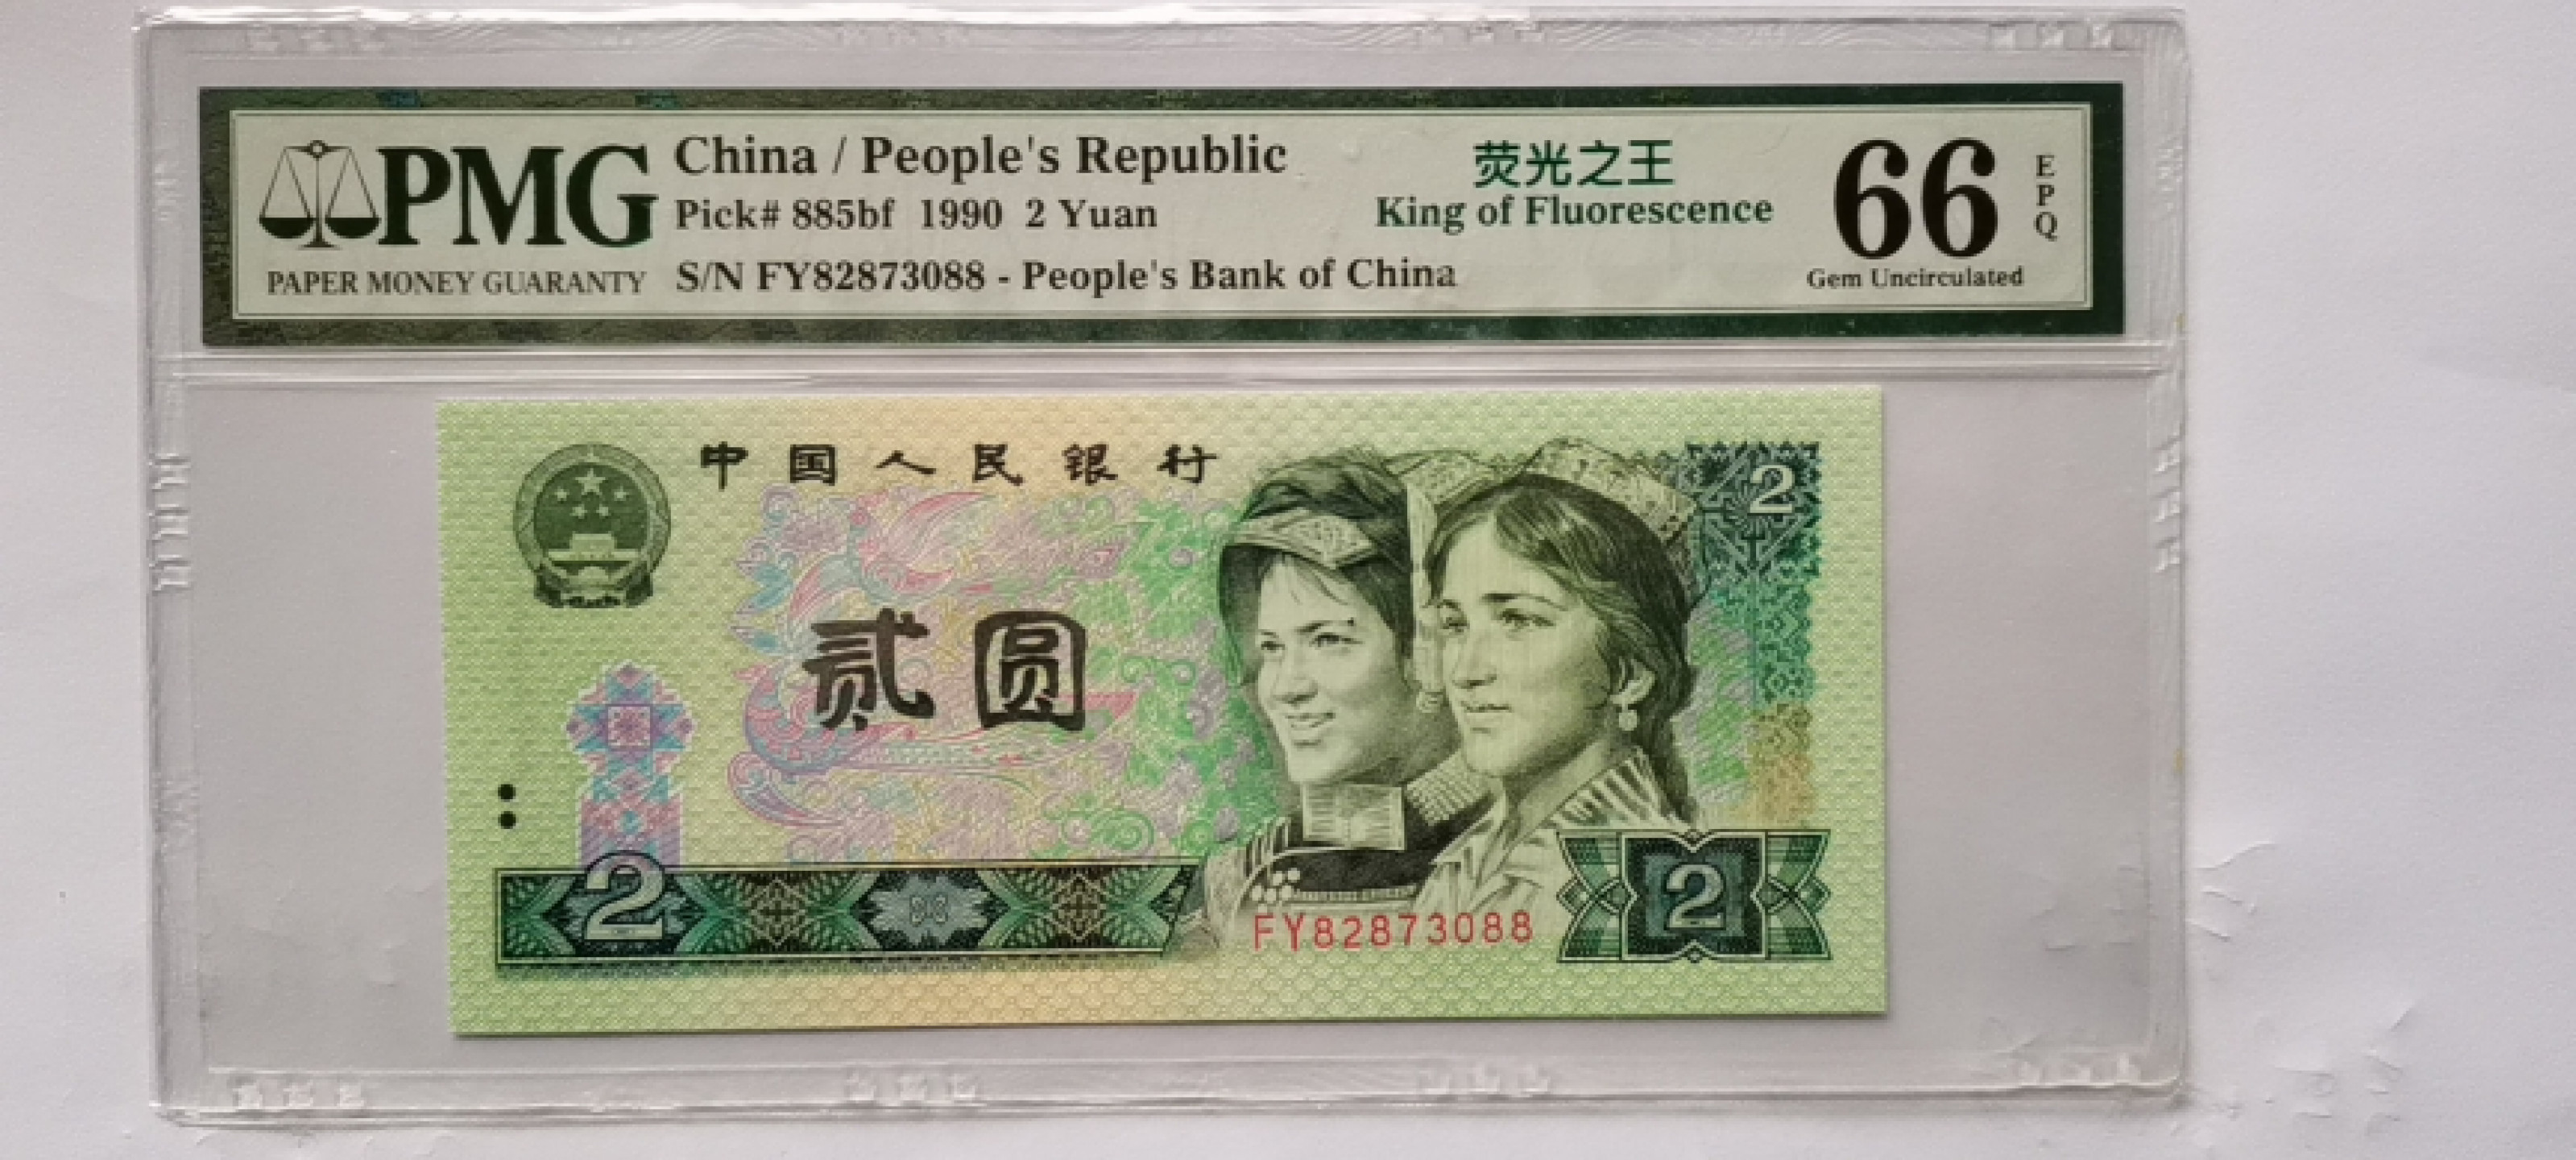 PMG
PAPER MONEY GUARANTY
China / People's Republic
Pick# 885bf 1990 2 Yuan
S/N FY82873088 - People's Bank of China
荧光之王
King of Fluorescence
66
EPQ
Gem Uncirculated
中国人民银行
2
贰圆
2
FY82873088
2